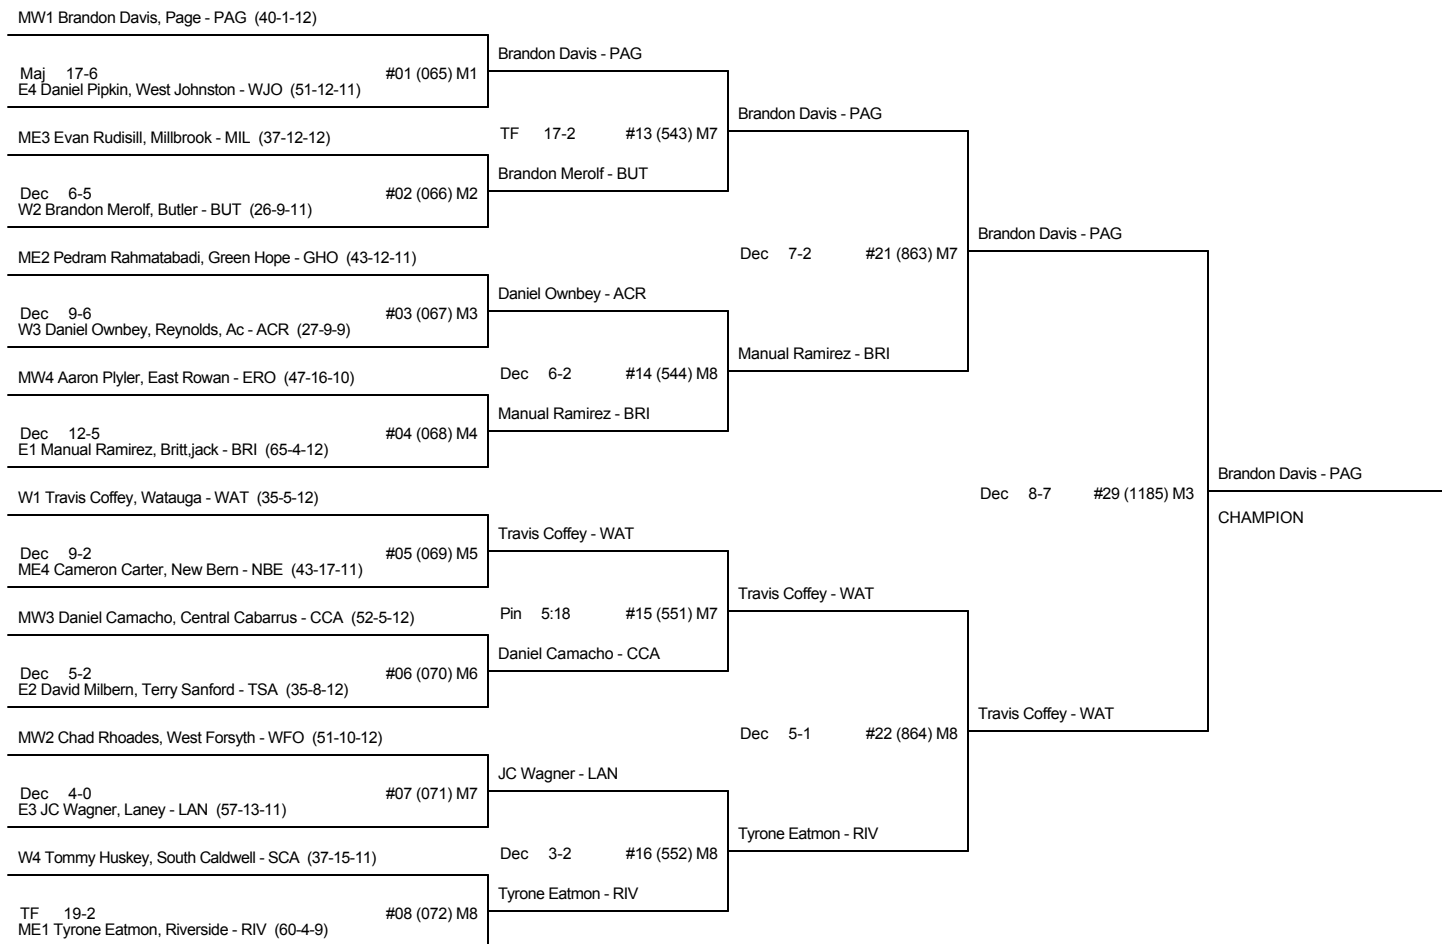 MW1 Brandon Davis, Page - PAG (40-1-12)
Brandon Davis - PAG
Maj 17-6 #01 (065) M1
E4 Daniel Pipkin, West Johnston - WJO (51-12-11)
Brandon Davis - PAG
ME3 Evan Rudisill, Millbrook - MIL (37-12-12)
TF 17-2 #13 (543) M7
Brandon Merolf - BUT
Dec 6-5 #02 (066) M2
W2 Brandon Merolf, Butler - BUT (26-9-11)
Brandon Davis - PAG
ME2 Pedram Rahmatabadi, Green Hope - GHO (43-12-11)
Dec 7-2 #21 (863) M7
Daniel Ownbey - ACR
Dec 9-6 #03 (067) M3
W3 Daniel Ownbey, Reynolds, Ac - ACR (27-9-9)
Manual Ramirez - BRI
MW4 Aaron Plyler, East Rowan - ERO (47-16-10)
Dec 6-2 #14 (544) M8
Manual Ramirez - BRI
Dec 12-5 #04 (068) M4
E1 Manual Ramirez, Britt,jack - BRI (65-4-12)
Brandon Davis - PAG
W1 Travis Coffey, Watauga - WAT (35-5-12)
Dec 8-7 #29 (1185) M3
CHAMPION
Travis Coffey - WAT
Dec 9-2 #05 (069) M5
ME4 Cameron Carter, New Bern - NBE (43-17-11)
Travis Coffey - WAT
MW3 Daniel Camacho, Central Cabarrus - CCA (52-5-12)
Pin 5:18 #15 (551) M7
Daniel Camacho - CCA
Dec 5-2 #06 (070) M6
E2 David Milbern, Terry Sanford - TSA (35-8-12)
Travis Coffey - WAT
MW2 Chad Rhoades, West Forsyth - WFO (51-10-12)
Dec 5-1 #22 (864) M8
JC Wagner - LAN
Dec 4-0 #07 (071) M7
E3 JC Wagner, Laney - LAN (57-13-11)
Tyrone Eatmon - RIV
W4 Tommy Huskey, South Caldwell - SCA (37-15-11)
Dec 3-2 #16 (552) M8
Tyrone Eatmon - RIV
TF 19-2 #08 (072) M8
ME1 Tyrone Eatmon, Riverside - RIV (60-4-9)